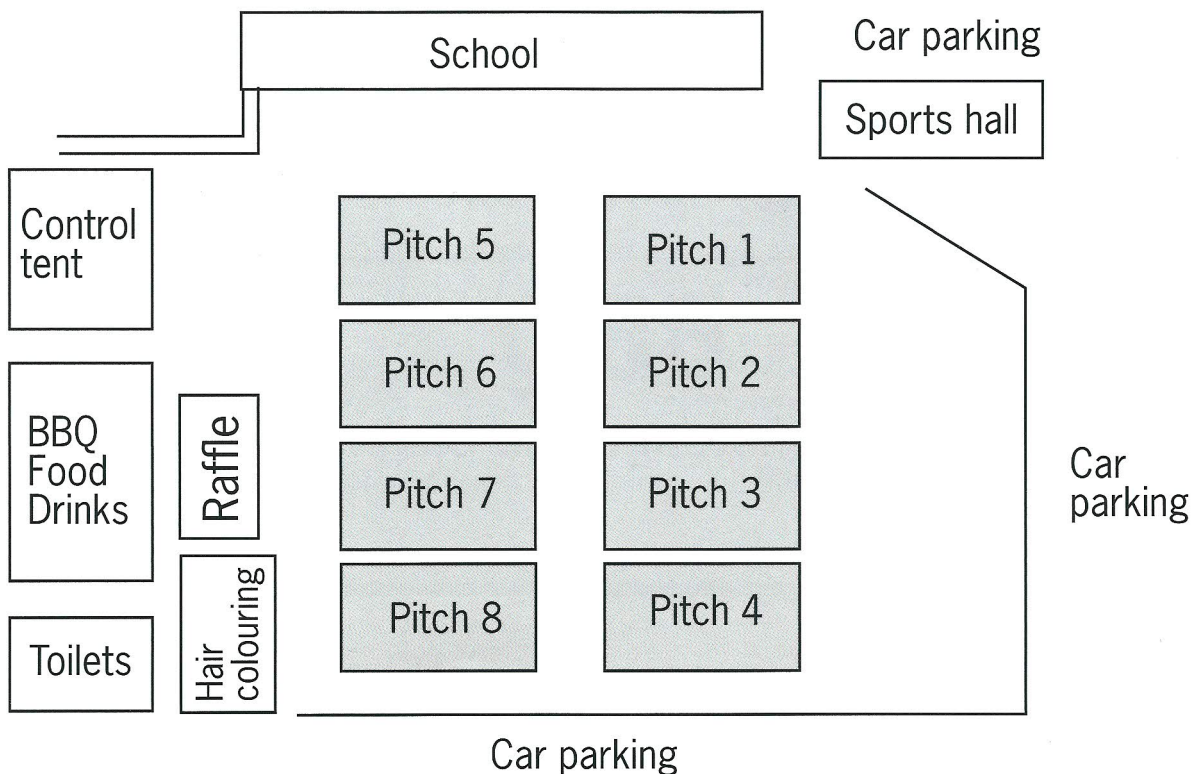 School
Car parking
Sports hall
Control
tent
Pitch 5
Pitch 1
Pitch 6
Pitch 2
BBQ
Food
Drinks
Raffle
Pitch 7
Pitch 3
Car
parking
Hair
colouring
Pitch 8
Pitch 4
Toilets
Car parking